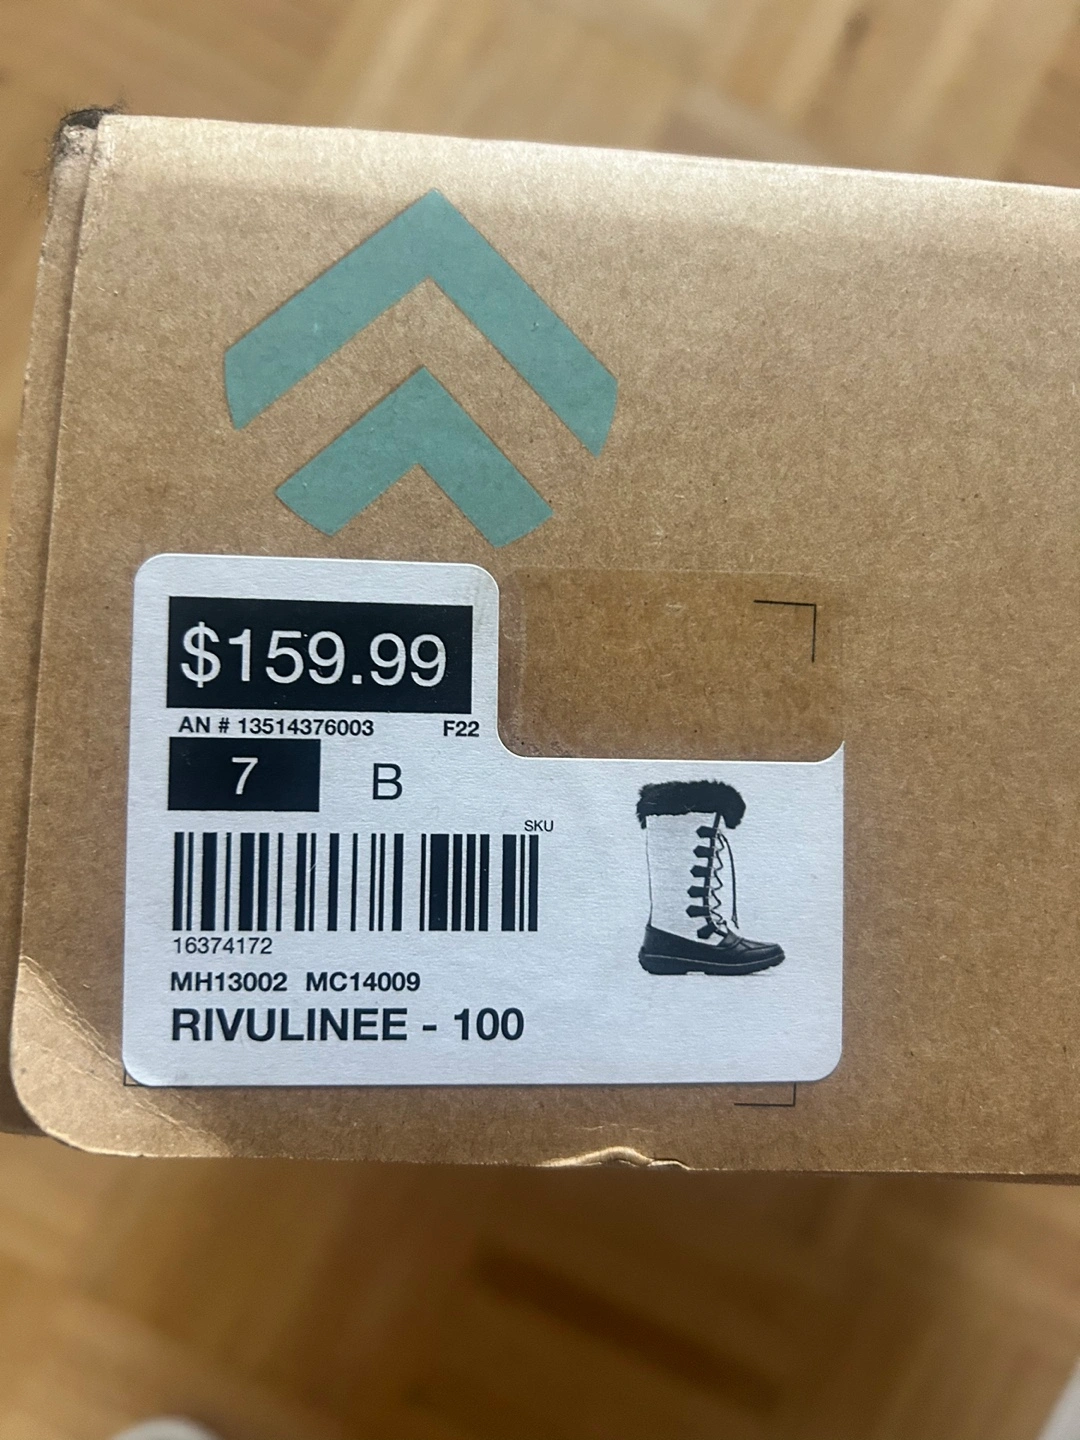 $159.99
AN # 13514376003 F22
7 B
SKU
16374172
MH13002 MC14009
RIVULINEE - 100